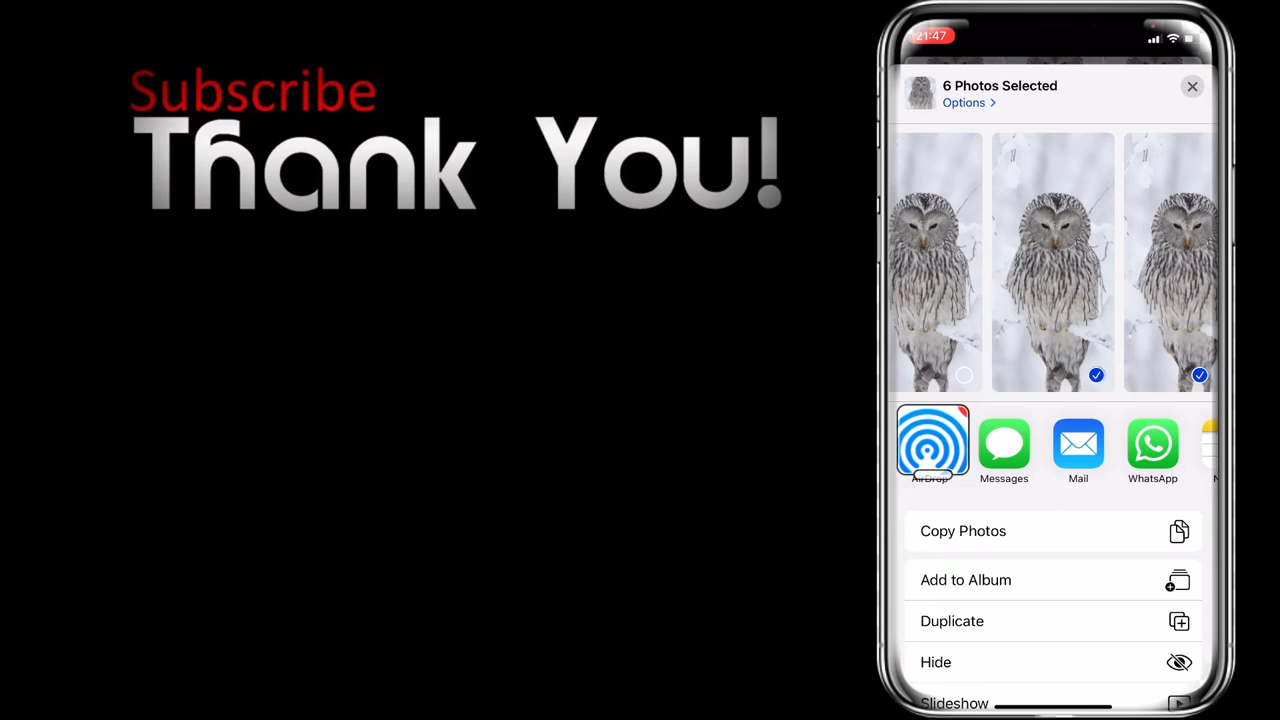 Subscribe
Thank You!
21:47
6 Photos Selected
Options >
AirDrop
Messages
Mail
WhatsApp
Copy Photos
Add to Album
Duplicate
Hide
Slideshow